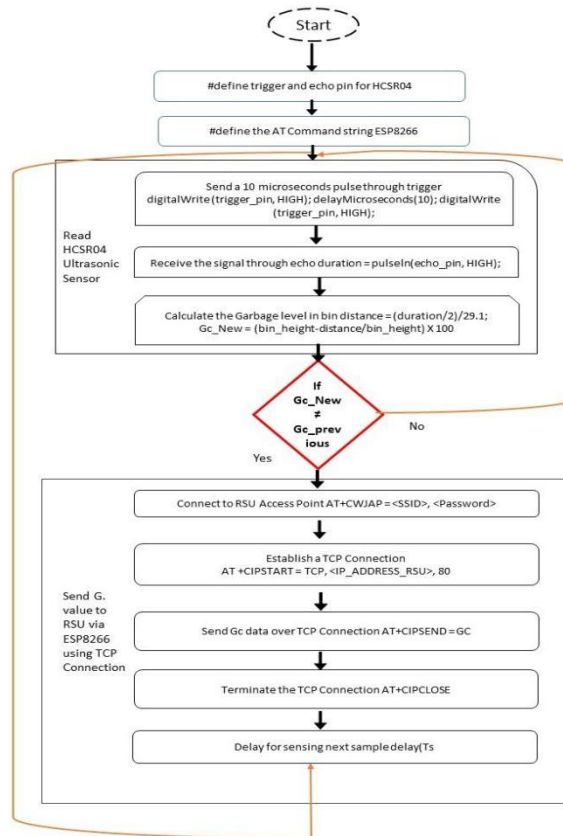 Start
#define trigger and echo pin for HCSR04
#define the AT Command string ESP8266
Read
HCSR04
Ultrasonic
Sensor
Send a 10 microseconds pulse through trigger
digitalWrite(trigger_pin, HIGH); delayMicroseconds(10); digitalWrite
(trigger_pin, HIGH);
Receive the signal through echo duration = pulseIn(echo_pin, HIGH);
Calculate the Garbage level in bin distance = (duration/2)/29.1;
Gc_New = (bin_height-distance/bin_height) X 100
If
Gc_New
≠
Gc_prev
ious
No
Yes
Send G.
value to
RSU via
ESP8266
using TCP
Connection
Connect to RSU Access Point AT+CWJAP = <SSID>, <Password>
Establish a TCP Connection
AT +CIPSTART = TCP, <IP_ADDRESS_RSU>, 80
Send Gc data over TCP Connection AT+CIPSEND = GC
Terminate the TCP Connection AT+CIPCLOSE
Delay for sensing next sample delay(Ts